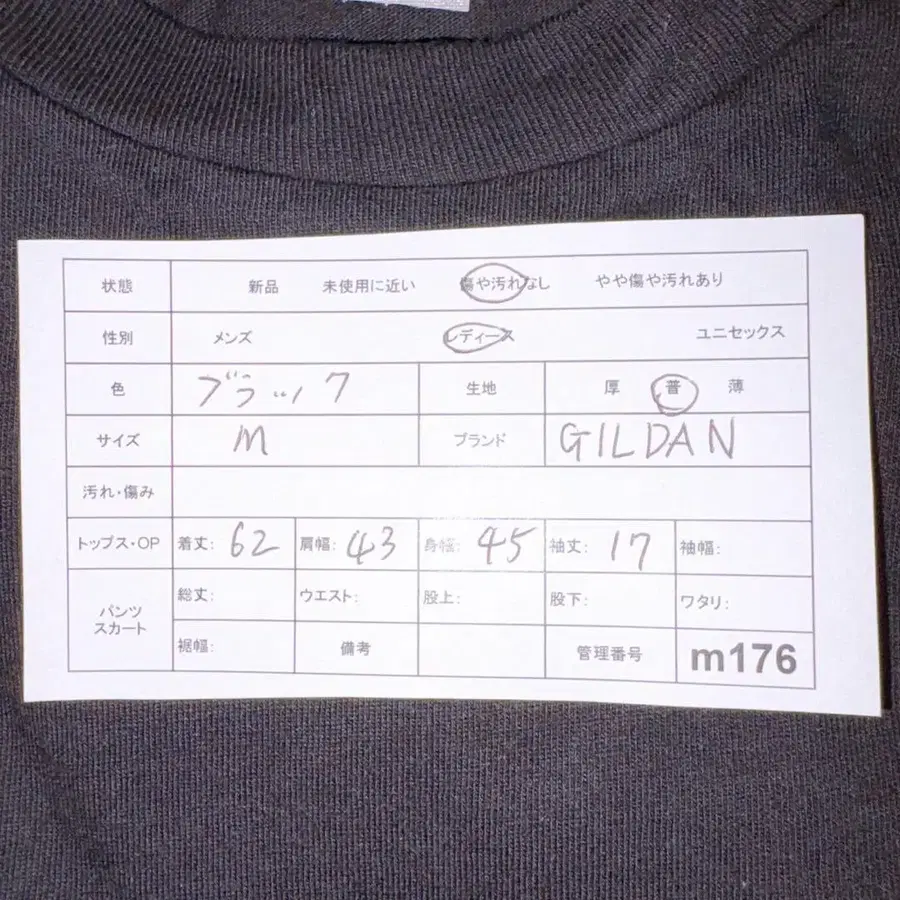 状態 新品 未使用に近い 傷や汚れなし やや傷や汚れあり
性別 メンズ レディース ユニセックス
色 ブラック 生地 厚 普 薄
サイズ M ブランド GILDAN
汚れ・傷み
トップス・OP 着丈: 62 肩幅: 43 身幅: 45 袖丈: 17 袖幅:
パンツ スカート 総丈: ウエスト: 股上: 股下: ワタリ:
裾幅: 備考 管理番号 m176